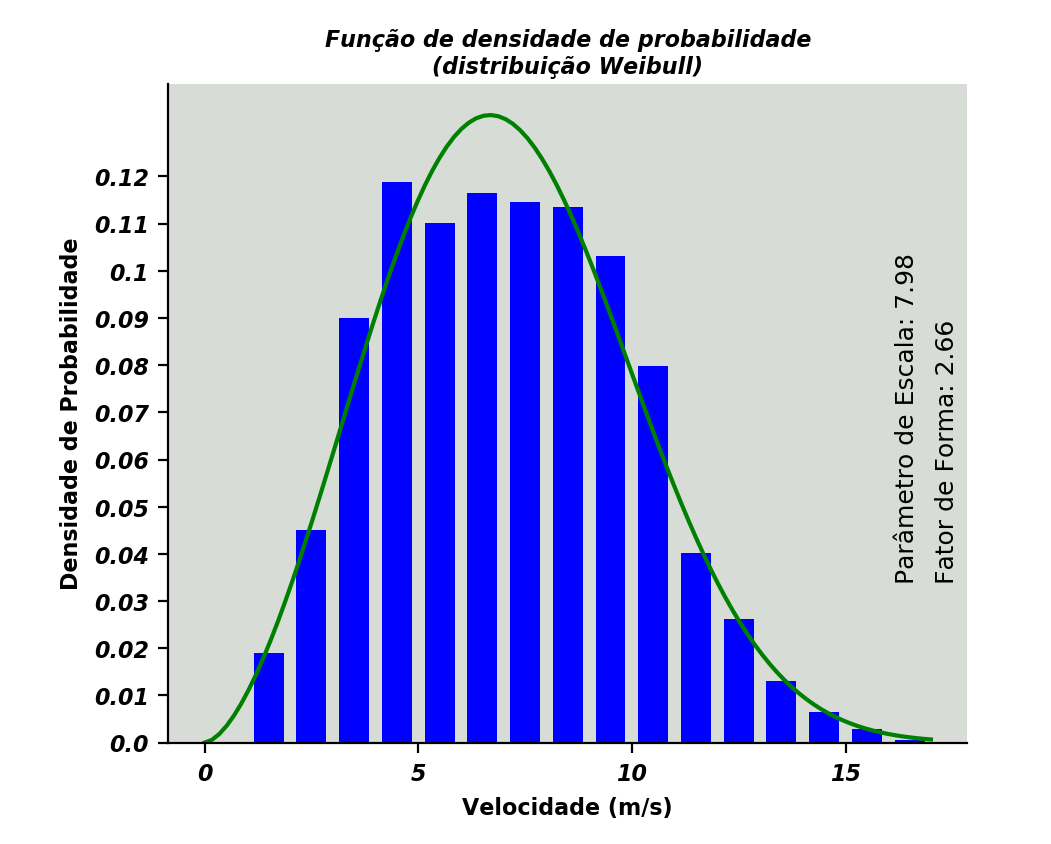 Função de densidade de probabilidade
(distribuição Weibull)
Densidade de Probabilidade
0.12
0.11
0.1
0.09
0.08
0.07
0.06
0.05
0.04
0.03
0.02
0.01
0.0
0
5
10
15
Velocidade (m/s)
Parâmetro de Escala: 7.98
Fator de Forma: 2.66